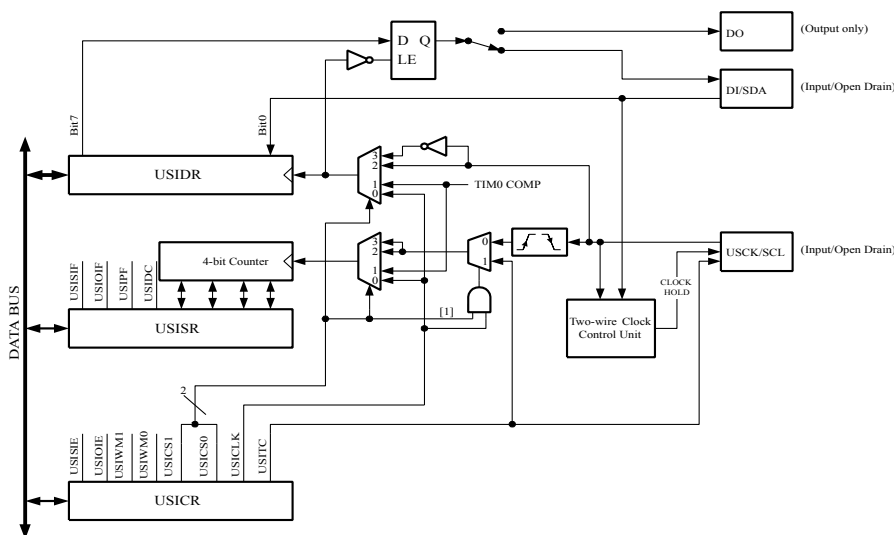 DO
(Output only)
D Q
LE
DI/SDA
(Input/Open Drain)
Bit7
Bit0
USIDR
3
2
1
0
TIM0 COMP
DATA BUS
USISIF
USIOIF
USIPF
USIDC
4-bit Counter
3
2
1
0
0
1
USCK/SCL
(Input/Open Drain)
CLOCK
HOLD
[1]
Two-wire Clock
Control Unit
USISR
2
USISIE
USIOIE
USIWM1
USIWM0
USICS1
USICS0
USICLK
USITC
USICR